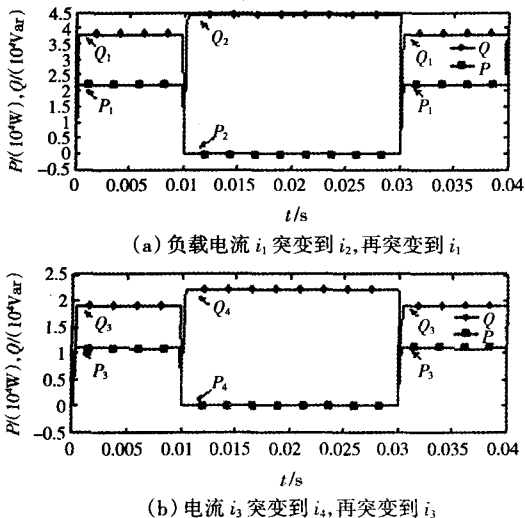 4.5
4
3.5
3
2.5
2
1.5
1
0.5
0
−0.5
P/(10⁴W),Q/(10⁴Var)
Q₁
P₁
Q₂
P₂
Q₁
P₁
Q
P
0 0.005 0.01 0.015 0.02 0.025 0.03 0.035 0.04
t/s
(a) 负载电流 i₁ 突变到 i₂,再突变到 i₁
2.5
2
1.5
1
0.5
0
−0.5
P/(10⁴W),Q/(10⁴Var)
Q₃
P₃
Q₄
P₄
Q₃
P₃
Q
P
0 0.005 0.01 0.015 0.02 0.025 0.03 0.035 0.04
t/s
(b) 电流 i₃ 突变到 i₄,再突变到 i₃